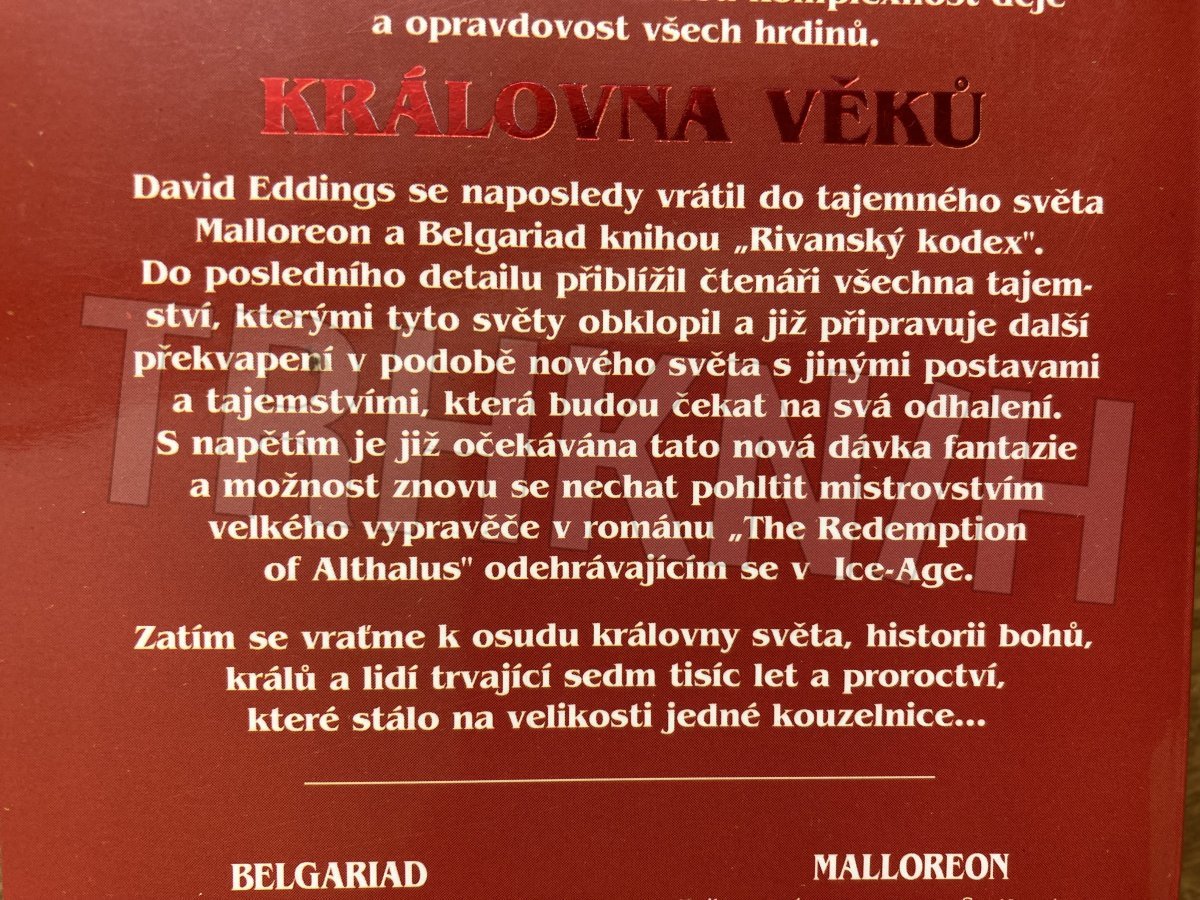 komplexnost děje
a opravdovost všech hrdinů.
KRÁLOVNA VĚKŮ
David Eddings se naposledy vrátil do tajemného světa
Malloreon a Belgariad knihou „Rivanský kodex".
Do posledního detailu přiblížil čtenáři všechna tajem-
ství, kterými tyto světy obklopil a již připravuje další
překvapení v podobě nového světa s jinými postavami
a tajemstvími, která budou čekat na svá odhalení.
S napětím je již očekávána tato nová dávka fantazie
a možnost znovu se nechat pohltit mistrovstvím
velkého vypravěče v románu „The Redemption
of Althalus" odehrávajícím se v Ice-Age.
Zatím se vraťme k osudu královny světa, historii bohů,
králů a lidí trvající sedm tisíc let a proroctví,
které stálo na velikosti jedné kouzelnice...
BELGARIAD
MALLOREON
TRHKNIH